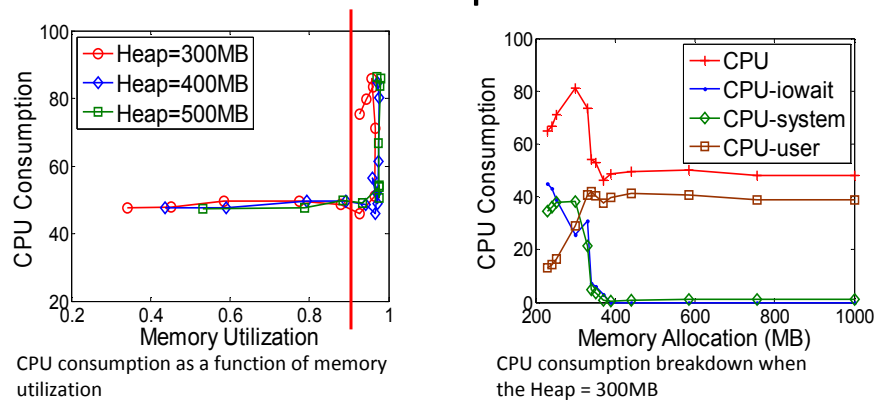 100
80
60
40
20
0.2
0.4
0.6
0.8
1
CPU Consumption
Memory Utilization
Heap=300MB
Heap=400MB
Heap=500MB
CPU consumption as a function of memory
utilization
100
80
60
40
20
0
200
400
600
800
1000
CPU Consumption
Memory Allocation (MB)
CPU
CPU-iowait
CPU-system
CPU-user
CPU consumption breakdown when
the Heap = 300MB